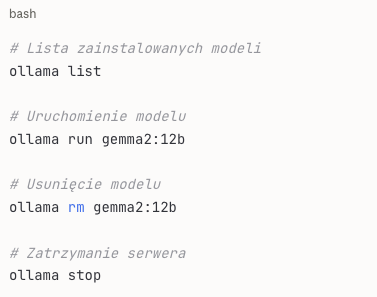 bash
# Lista zainstalowanych modeli
ollama list
# Uruchomienie modelu
ollama run gemma2:12b
# Usunięcie modelu
ollama rm gemma2:12b
# Zatrzymanie serwera
ollama stop